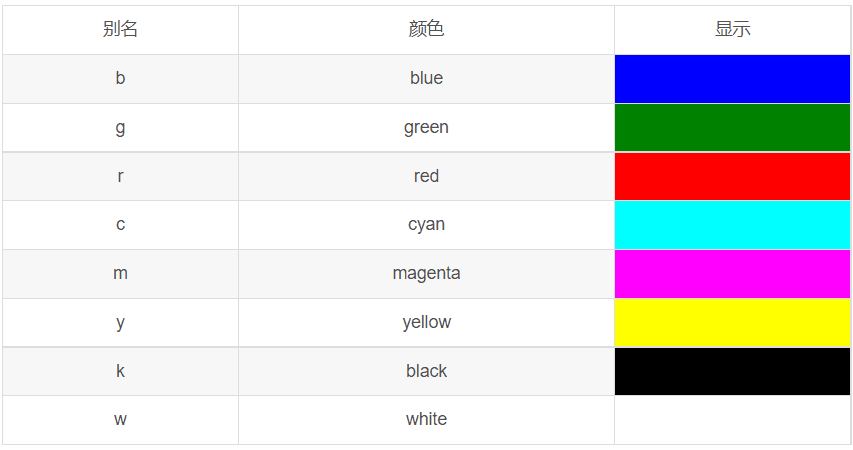 别名 颜色 显示
b blue
g green
r red
c cyan
m magenta
y yellow
k black
w white